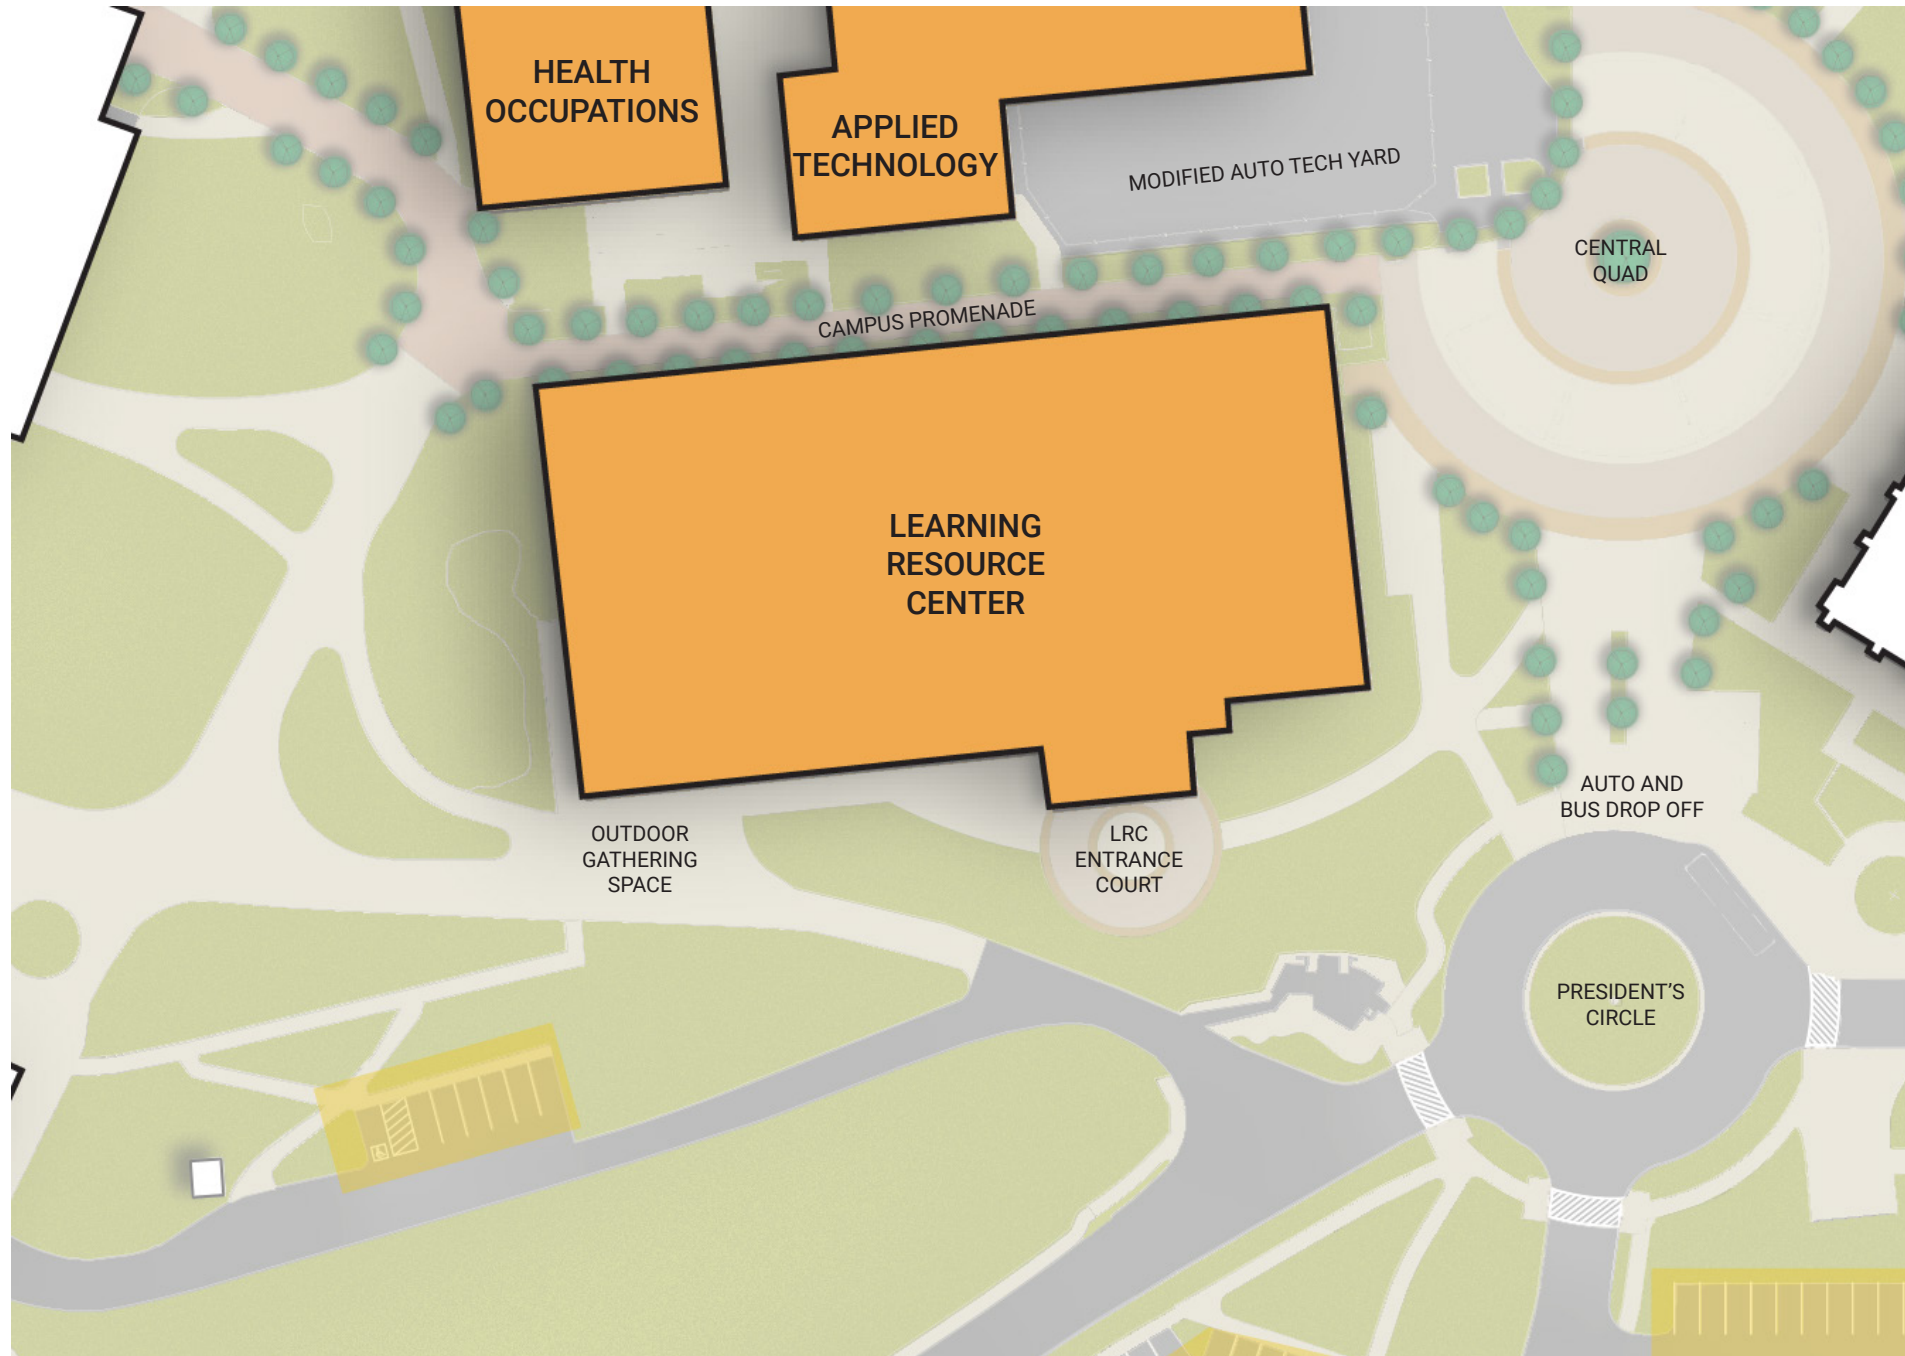 HEALTH
OCCUPATIONS
APPLIED
TECHNOLOGY
MODIFIED AUTO TECH YARD
CENTRAL
QUAD
CAMPUS PROMENADE
LEARNING
RESOURCE
CENTER
AUTO AND
BUS DROP OFF
OUTDOOR
GATHERING
SPACE
LRC
ENTRANCE
COURT
PRESIDENT'S
CIRCLE